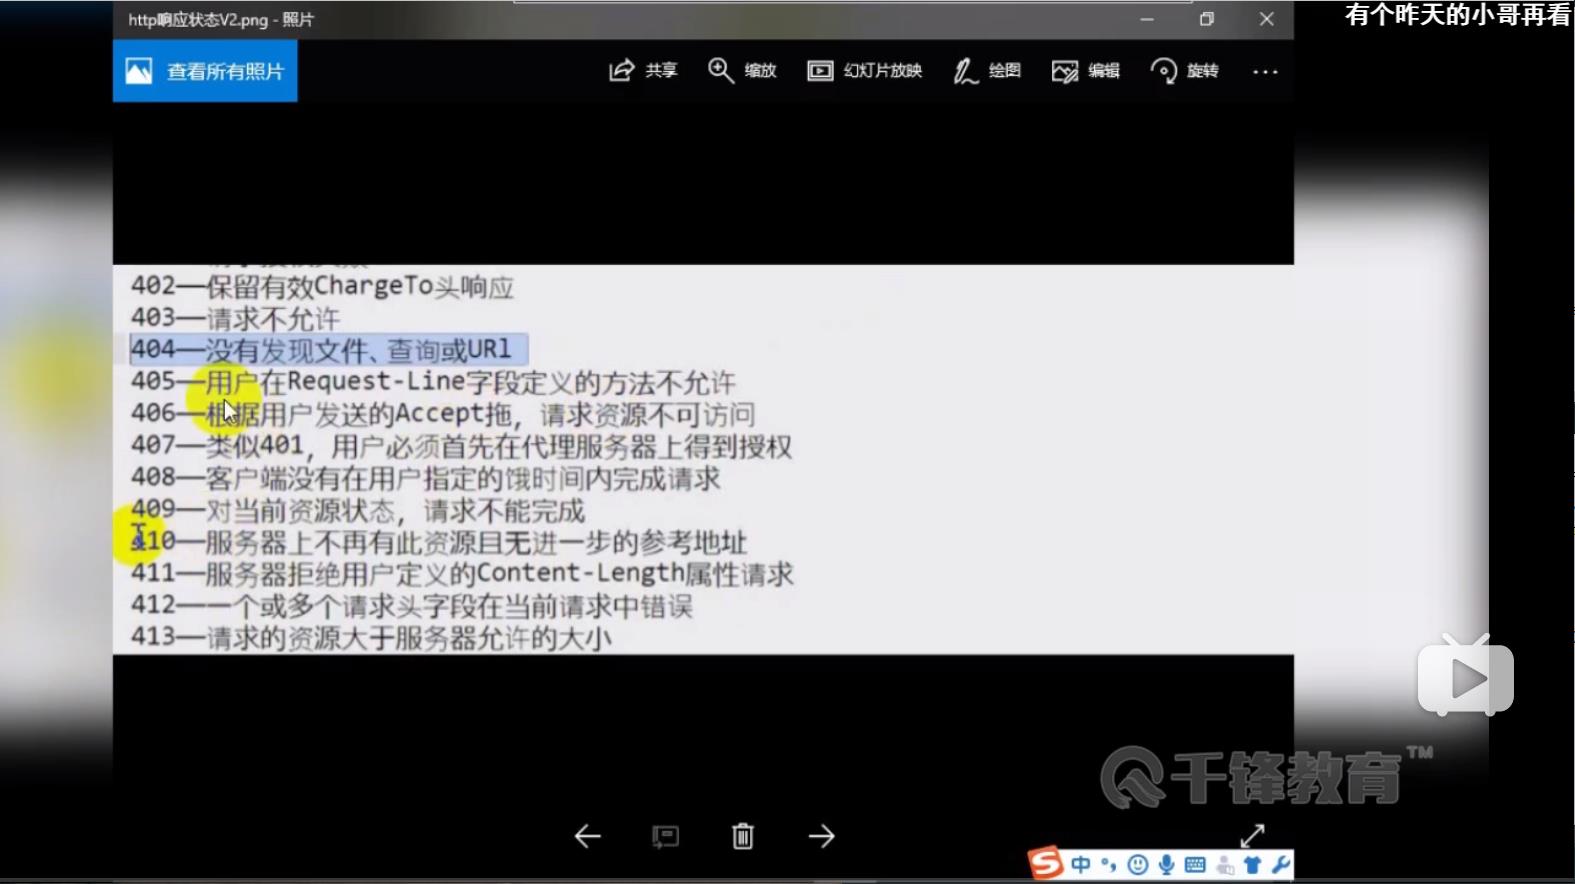 http响应状态V2.png - 照片
有个昨天的小哥再看
查看所有照片
共享
缩放
幻灯片放映
绘图
编辑
旋转
402—保留有效ChargeTo头响应
403—请求不允许
404—没有发现文件、查询或URl
405—用户在Request-Line字段定义的方法不允许
406—根据用户发送的Accept拖，请求资源不可访问
407—类似401，用户必须首先在代理服务器上得到授权
408—客户端没有在用户指定的饿时间内完成请求
409—对当前资源状态，请求不能完成
410—服务器上不再有此资源且无进一步的参考地址
411—服务器拒绝用户定义的Content-Length属性请求
412—一个或多个请求头字段在当前请求中错误
413—请求的资源大于服务器允许的大小
千锋教育™
中